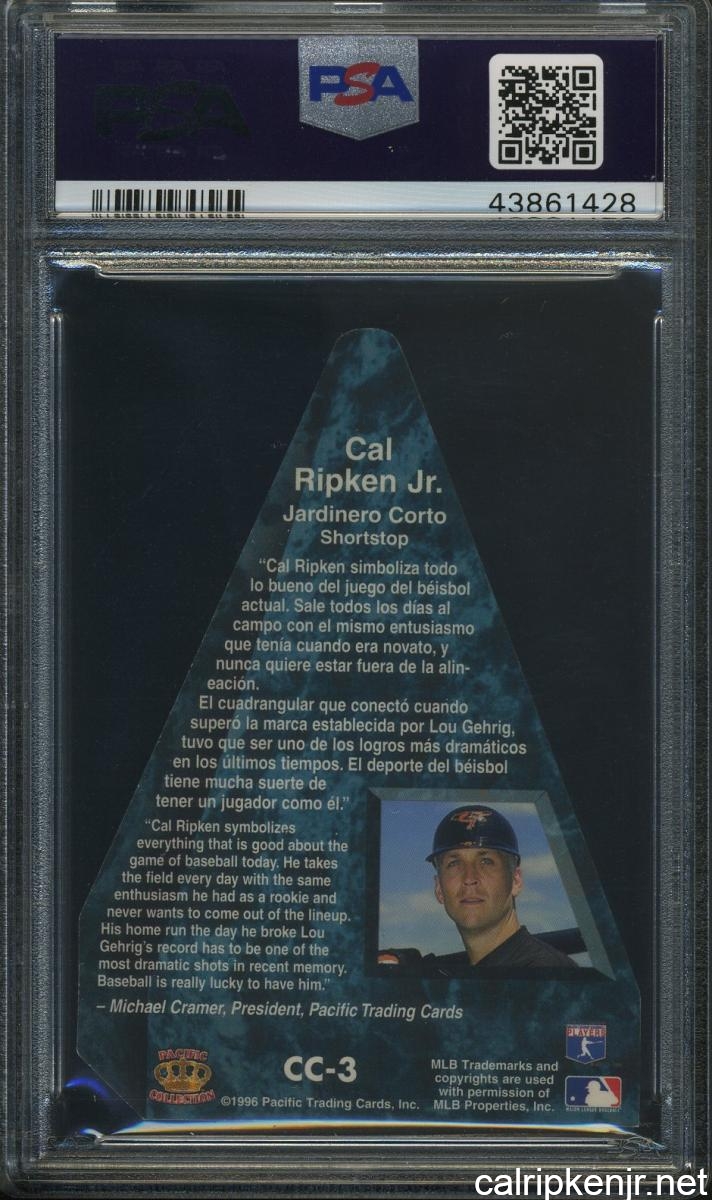 PSA
PSA
43861428
Cal
Ripken Jr.
Jardinero Corto
Shortstop
“Cal Ripken simboliza todo
lo bueno del juego del béisbol
actual. Sale todos los días al
campo con el mismo entusiasmo
que tenía cuando era novato, y
nunca quiere estar fuera de la alin-
eación.
El cuadrangular que conectó cuando
superó la marca establecida por Lou Gehrig,
tuvo que ser uno de los logros más dramáticos
en los últimos tiempos. El deporte del béisbol
tiene mucha suerte de
tener un jugador como él.”
“Cal Ripken symbolizes
everything that is good about the
game of baseball today. He takes
the field every day with the same
enthusiasm he had as a rookie and
never wants to come out of the lineup.
His home run the day he broke Lou
Gehrig's record has to be one of the
most dramatic shots in recent memory.
Baseball is really lucky to have him.”
– Michael Cramer, President, Pacific Trading Cards
PACIFIC
COLLECTION
CC-3
©1996 Pacific Trading Cards, Inc.
MLB Trademarks and
copyrights are used
with permission of
MLB Properties, Inc.
PLAYERS
MAJOR LEAGUE BASEBALL
calripkenjr.net